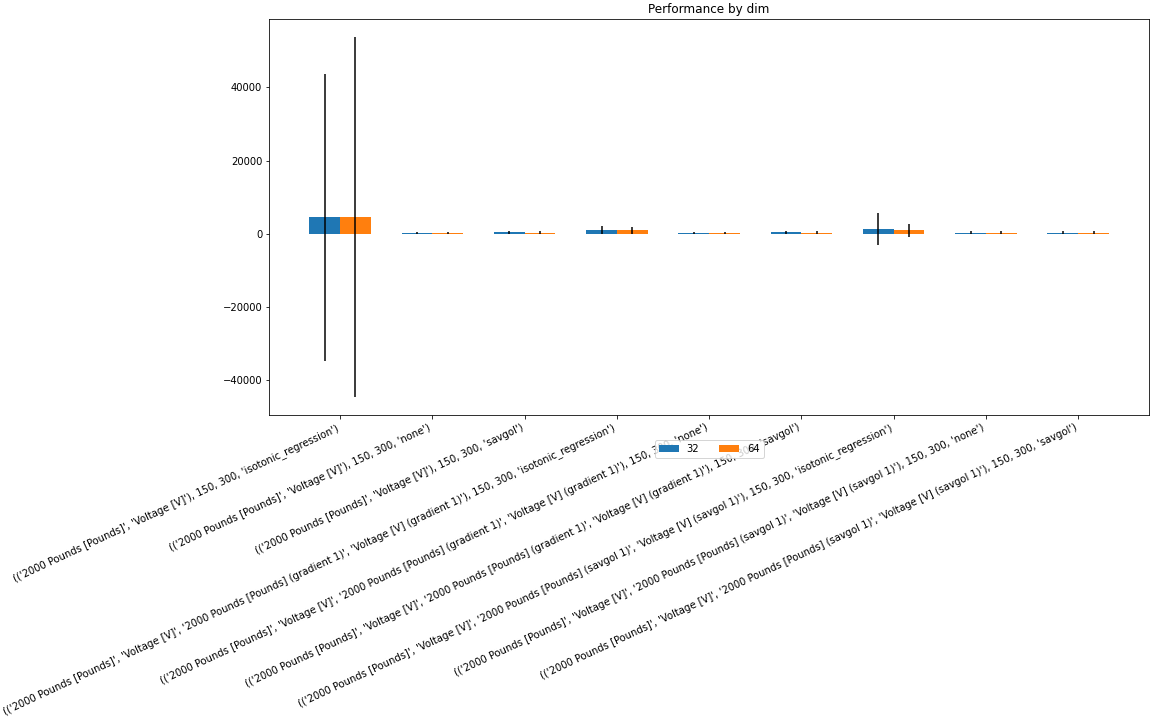 Performance by dim
40000
20000
0
−20000
−40000
(('2000 Pounds [Pounds]', 'Voltage [V]'), 150, 300, 'isotonic_regression')
(('2000 Pounds [Pounds]', 'Voltage [V]'), 150, 300, 'none')
(('2000 Pounds [Pounds]', 'Voltage [V]'), 150, 300, 'savgol')
(('2000 Pounds [Pounds]', 'Voltage [V]', '2000 Pounds [Pounds] (gradient 1)', 'Voltage [V] (gradient 1)'), 150, 300, 'isotonic_regression')
(('2000 Pounds [Pounds]', 'Voltage [V]', '2000 Pounds [Pounds] (gradient 1)', 'Voltage [V] (gradient 1)'), 150, 300, 'none')
(('2000 Pounds [Pounds]', 'Voltage [V]', '2000 Pounds [Pounds] (gradient 1)', 'Voltage [V] (gradient 1)'), 150, 300, 'savgol')
(('2000 Pounds [Pounds]', 'Voltage [V]', '2000 Pounds [Pounds] (savgol 1)', 'Voltage [V] (savgol 1)'), 150, 300, 'isotonic_regression')
(('2000 Pounds [Pounds]', 'Voltage [V]', '2000 Pounds [Pounds] (savgol 1)', 'Voltage [V] (savgol 1)'), 150, 300, 'none')
(('2000 Pounds [Pounds]', 'Voltage [V]', '2000 Pounds [Pounds] (savgol 1)', 'Voltage [V] (savgol 1)'), 150, 300, 'savgol')
32
64